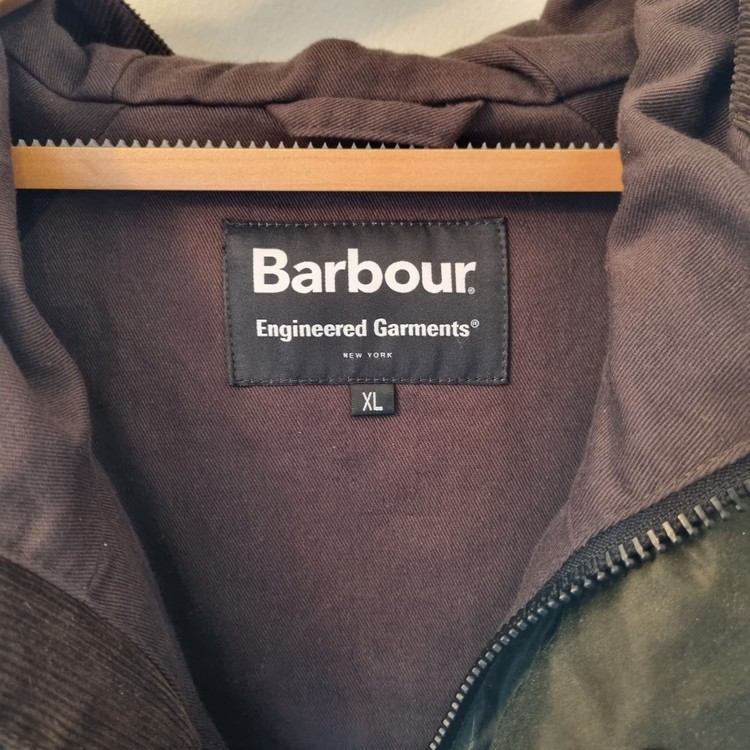 Barbour®
Engineered Garments®
NEW YORK
XL